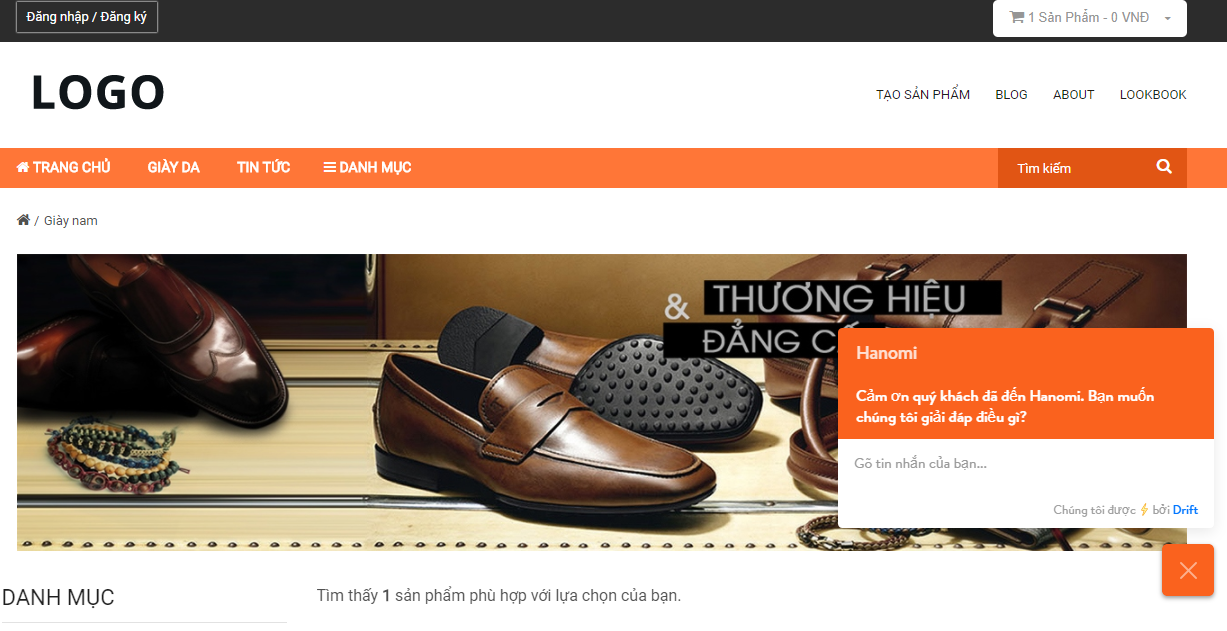 Đăng nhập / Đăng ký
1 Sản Phẩm - 0 VNĐ
LOGO
TẠO SẢN PHẨM BLOG ABOUT LOOKBOOK
TRANG CHỦ GIÀY DA TIN TỨC DANH MỤC Tìm kiếm
/ Giày nam
& THƯƠNG HIỆU
ĐẲNG C
Hanomi
Cảm ơn quý khách đã đến Hanomi. Bạn muốn
chúng tôi giải đáp điều gì?
Gõ tin nhắn của bạn...
Chúng tôi được ⚡ bởi Drift
DANH MỤC
Tìm thấy 1 sản phẩm phù hợp với lựa chọn của bạn.